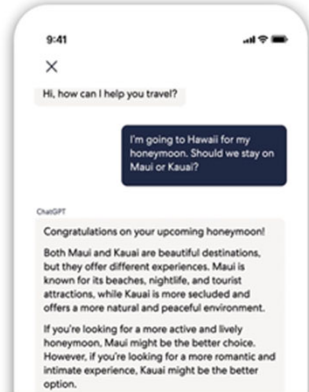 9:41
Hi, how can I help you travel?
I'm going to Hawaii for my
honeymoon. Should we stay on
Maui or Kauai?
ChatGPT
Congratulations on your upcoming honeymoon!
Both Maui and Kauai are beautiful destinations,
but they offer different experiences. Maui is
known for its beaches, nightlife, and tourist
attractions, while Kauai is more secluded and
offers a more natural and peaceful environment.
If you're looking for a more active and lively
honeymoon, Maui might be the better choice.
However, if you're looking for a more romantic and
intimate experience, Kauai might be the better
option.